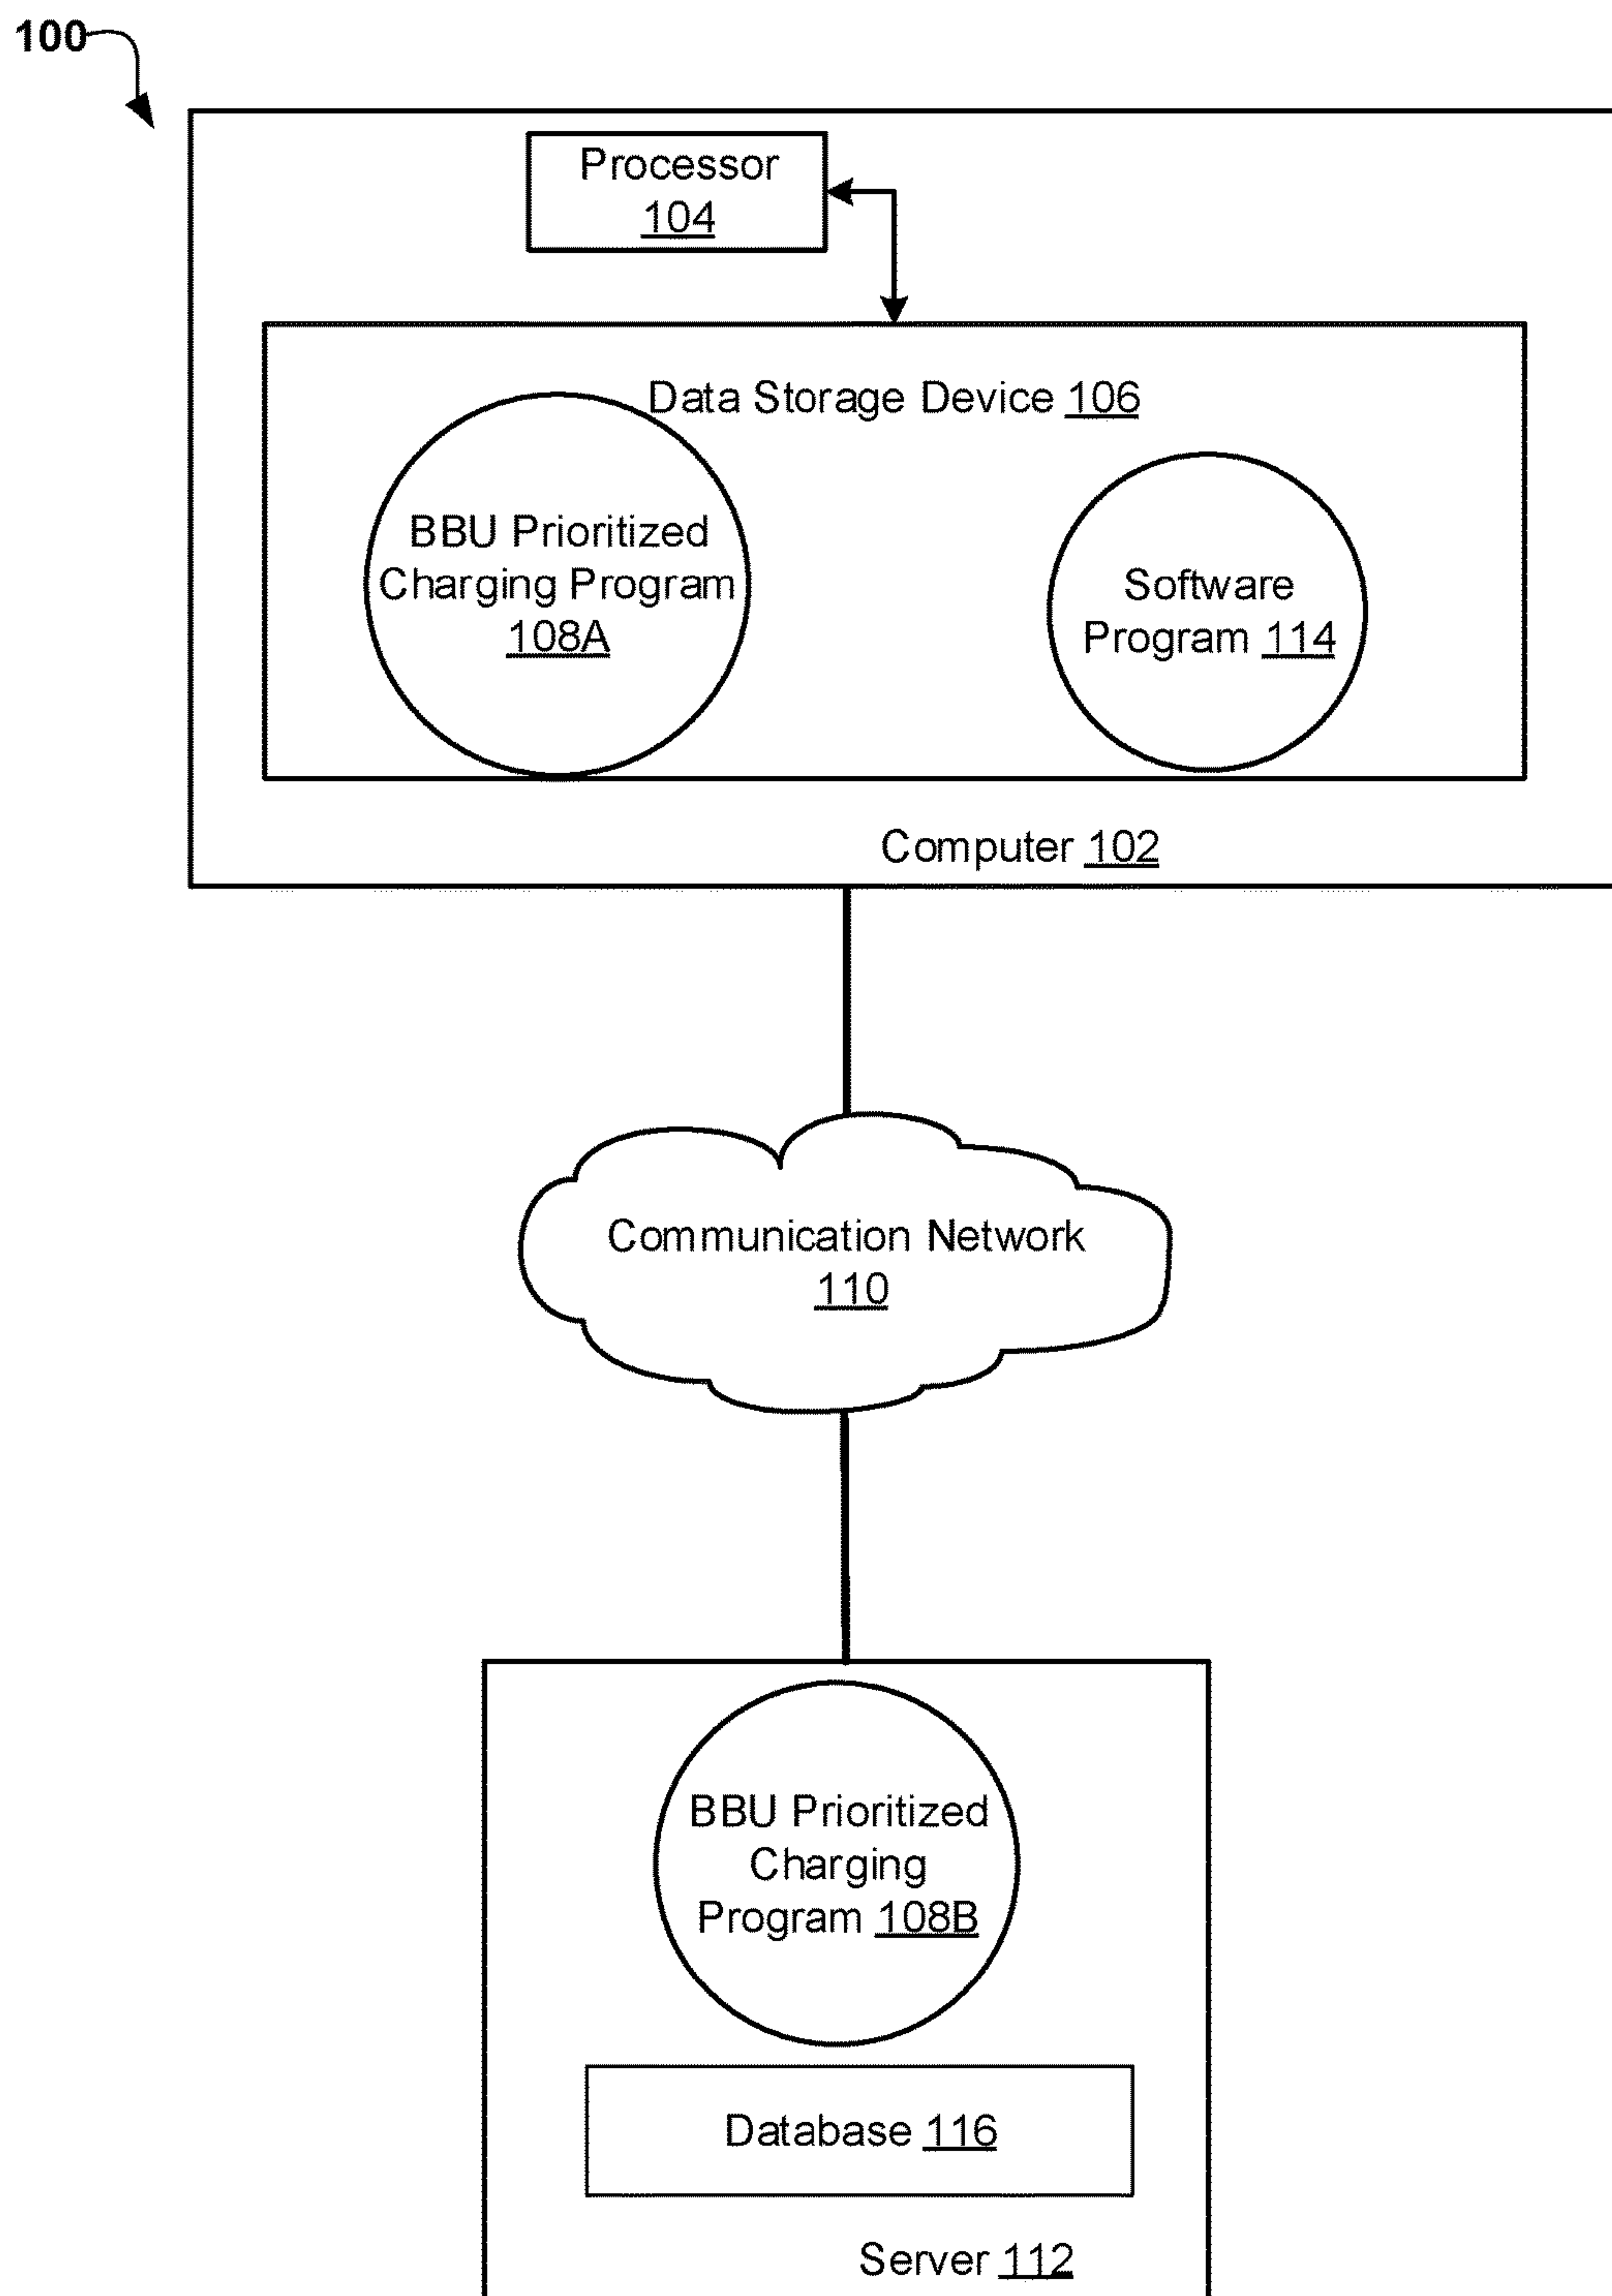 100
Processor
104
Data Storage Device 106
BBU Prioritized
Charging Program
108A
Software
Program 114
Computer 102
Communication Network
110
BBU Prioritized
Charging
Program 108B
Database 116
Server 112